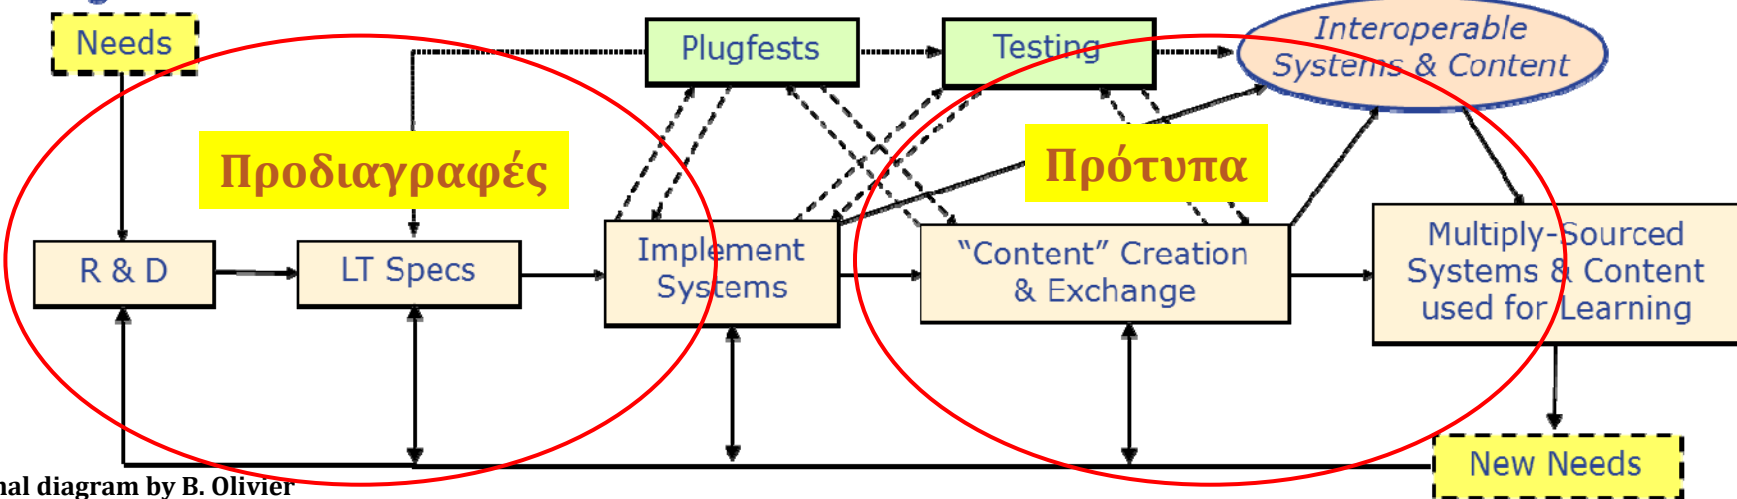 Needs
Plugfests
Testing
Interoperable
Systems & Content
Προδιαγραφές
Πρότυπα
R & D
LT Specs
Implement
Systems
“Content” Creation
& Exchange
Multiply-Sourced
Systems & Content
used for Learning
New Needs
diagram by B. Olivier